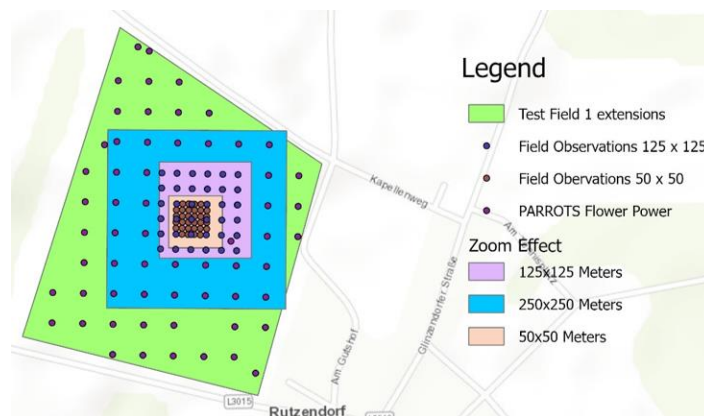 Legend
Test Field 1 extensions
Field Observations 125 x 125
Field Obervations 50 x 50
PARROTS Flower Power
Zoom Effect
125x125 Meters
250x250 Meters
50x50 Meters
Kapellenweg
Glinzendorfer Straße
Am Gutshof
L3015
Rutzendorf